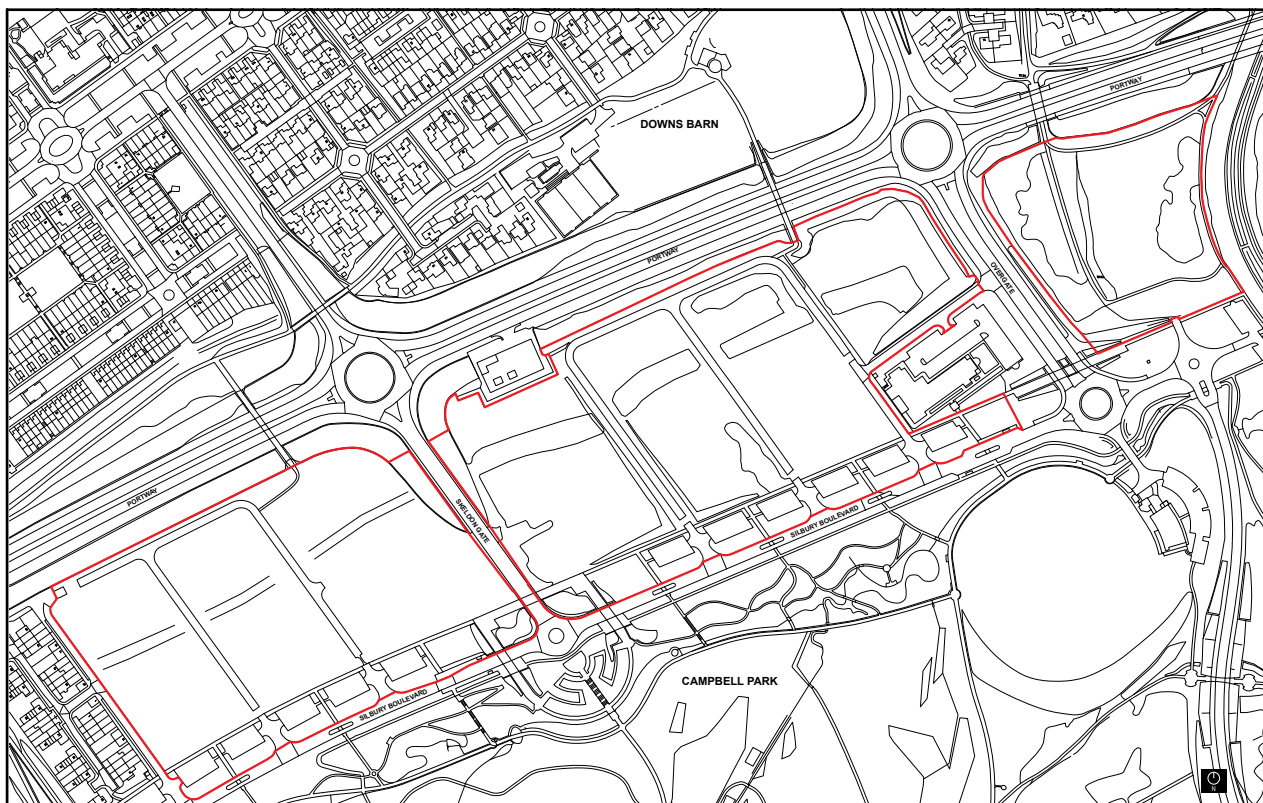 PORTWAY
DOWNS BARN
PORTWAY
OVERGATE
SHELDON GATE
PORTWAY
SILBURY BOULEVARD
SILBURY BOULEVARD
CAMPBELL PARK
N